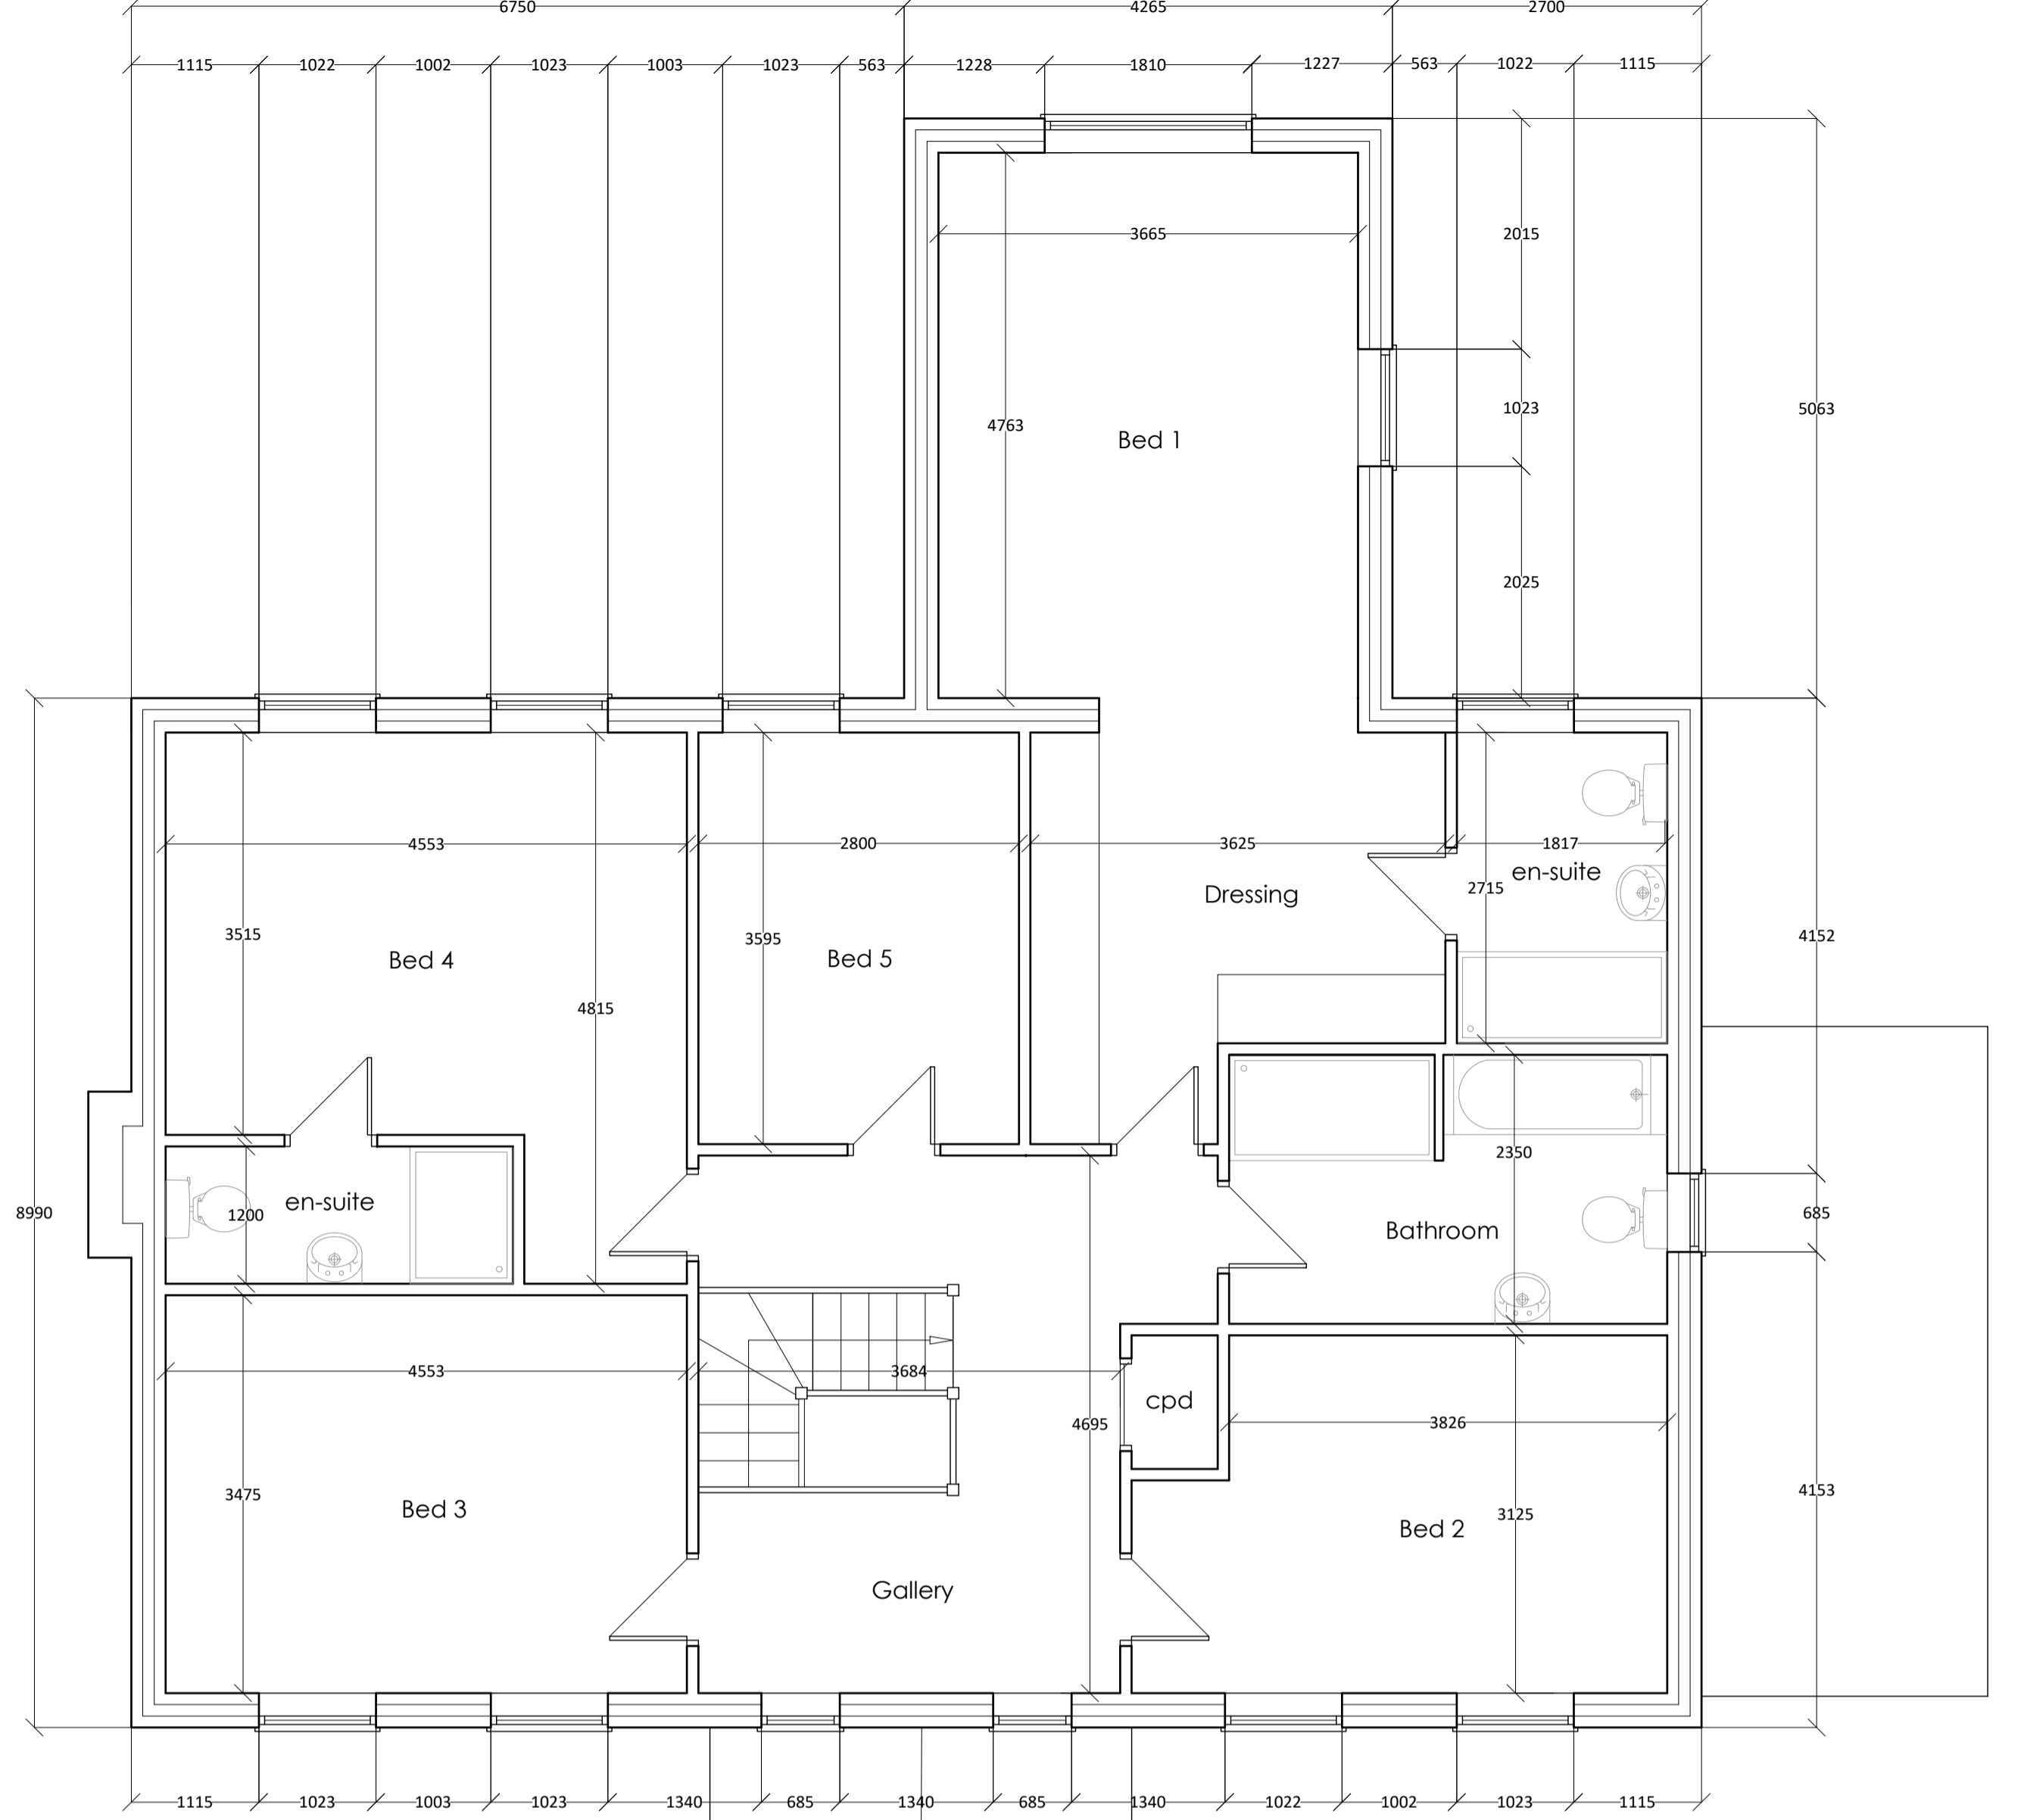 6750 4265 2700
1115 1022 1002 1023 1003 1023 563 1228 1810 1227 563 1022 1115
3665 2015
1023 5063
4763
Bed 1
2025
4553 2800 3625 1817
en-suite
2715
Dressing
3515 3595 4152
Bed 4 Bed 5
4815
2350
en-suite
1200 8990 685
Bathroom
4553 3684
cpd
4695 3826
3475 4153
Bed 3 3125
Bed 2
Gallery
1115 1023 1003 1023 1340 685 1340 685 1340 1022 1002 1023 1115